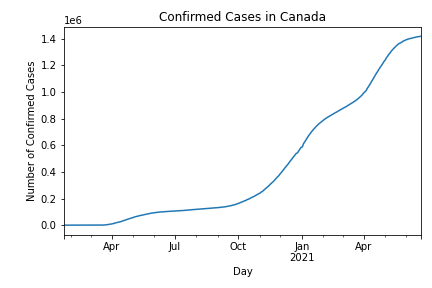 Confirmed Cases in Canada
1e6
Number of Confirmed Cases
1.4
1.2
1.0
0.8
0.6
0.4
0.2
0.0
Apr Jul Oct Jan Apr
2021
Day